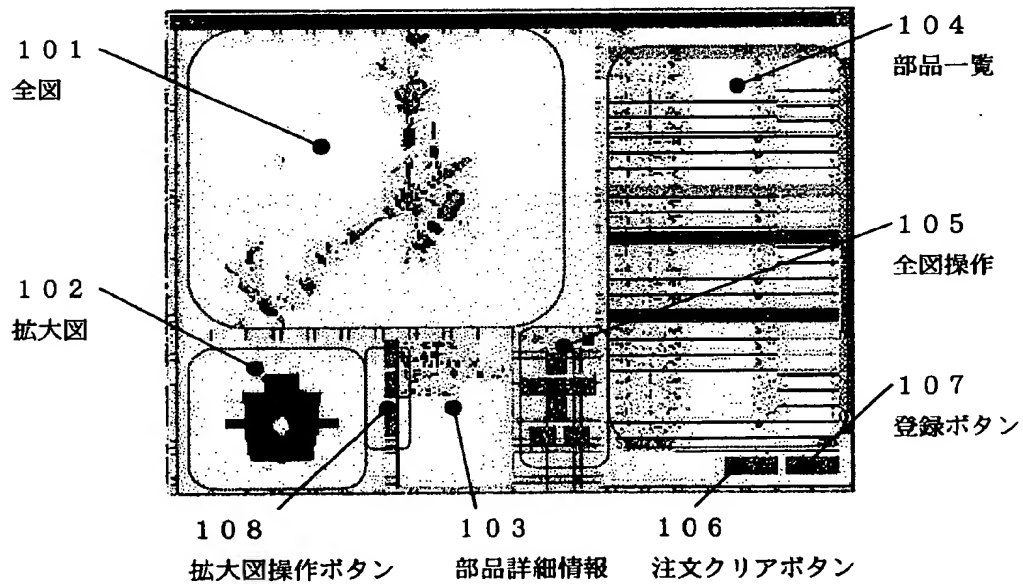 １０１
全図
１０２
拡大図
１０４
部品一覧
１０５
全図操作
１０７
登録ボタン
１０８
拡大図操作ボタン
１０３
部品詳細情報
１０６
注文クリアボタン